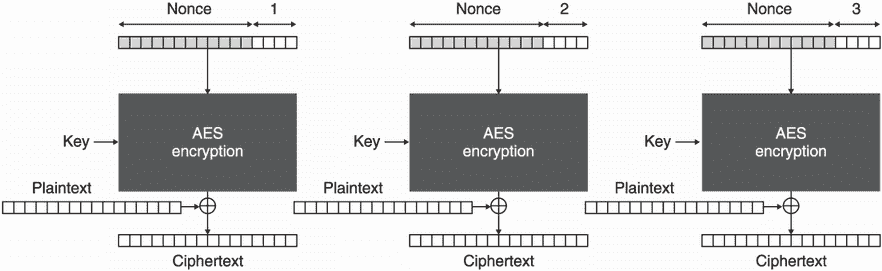 Nonce 1 Nonce 2 Nonce 3
Key AES encryption Key AES encryption Key AES encryption
Plaintext Plaintext Plaintext
Ciphertext Ciphertext Ciphertext